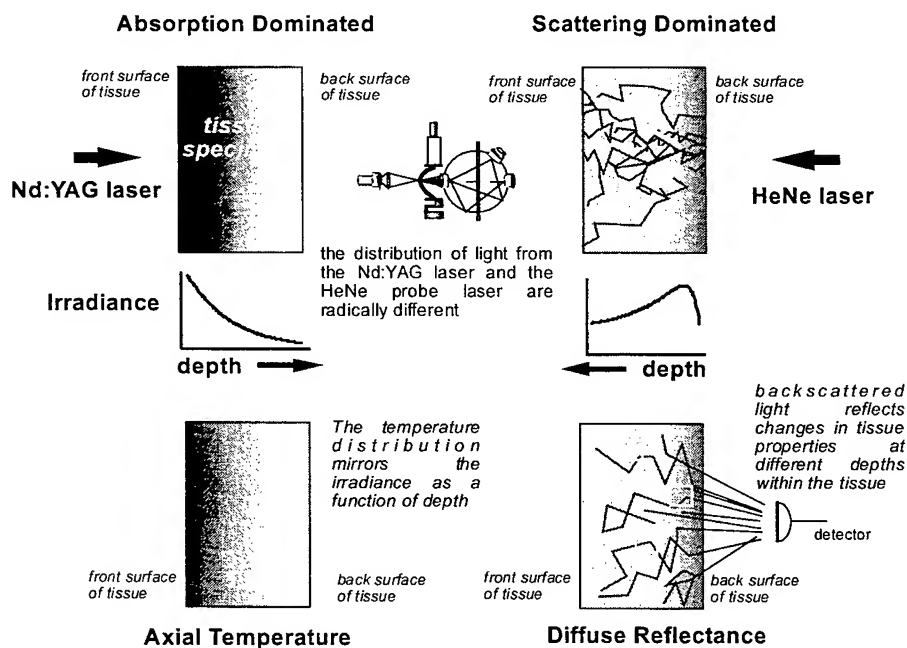 Absorption Dominated
Scattering Dominated
front surface
of tissue
back surface
of tissue
front surface
of tissue
back surface
of tissue
Nd:YAG laser
HeNe laser
the distribution of light from
the Nd:YAG laser and the
HeNe probe laser are
radically different
Irradiance
depth
depth
The temperature
distribution
mirrors the
irradiance as a
function of depth
backscattered
light reflects
changes in tissue
properties at
different depths
within the tissue
detector
front surface
of tissue
back surface
of tissue
front surface
of tissue
back surface
of tissue
Axial Temperature
Diffuse Reflectance